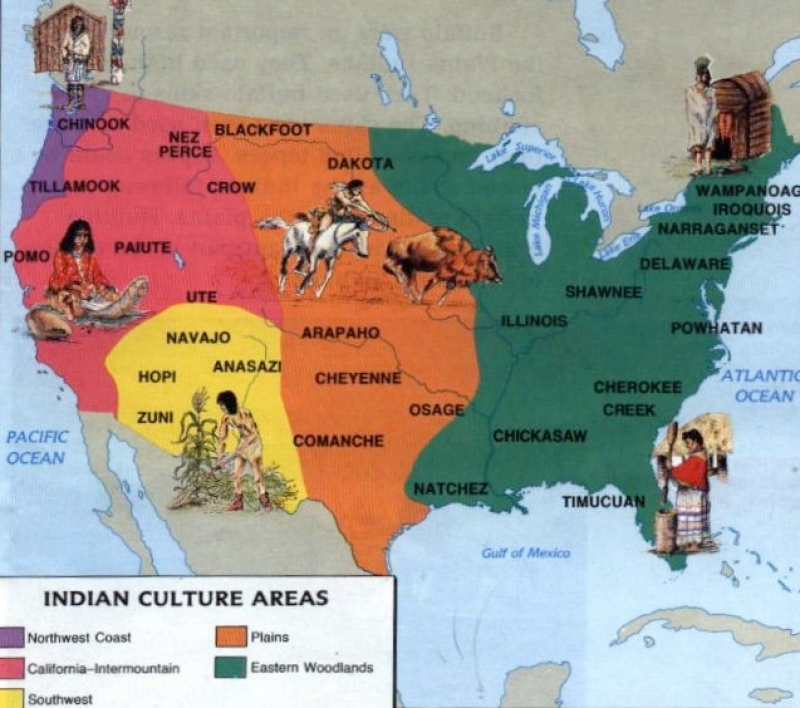 CHINOOK
NEZ
PERCE
BLACKFOOT
DAKOTA
TILLAMOOK
CROW
POMO
PAIUTE
UTE
NAVAJO
ARAPAHO
HOPI
ANASAZI
CHEYENNE
ZUNI
OSAGE
COMANCHE
NATCHEZ
Lake Superior
Lake Michigan
Lake Huron
Lake Erie
WAMPANOAG
IROQUOIS
NARRAGANSET
DELAWARE
SHAWNEE
ILLINOIS
POWHATAN
CHEROKEE
CREEK
CHICKASAW
TIMUCUAN
PACIFIC
OCEAN
ATLANTIC
OCEAN
Gulf of Mexico
INDIAN CULTURE AREAS
Northwest Coast
California–Intermountain
Southwest
Plains
Eastern Woodlands